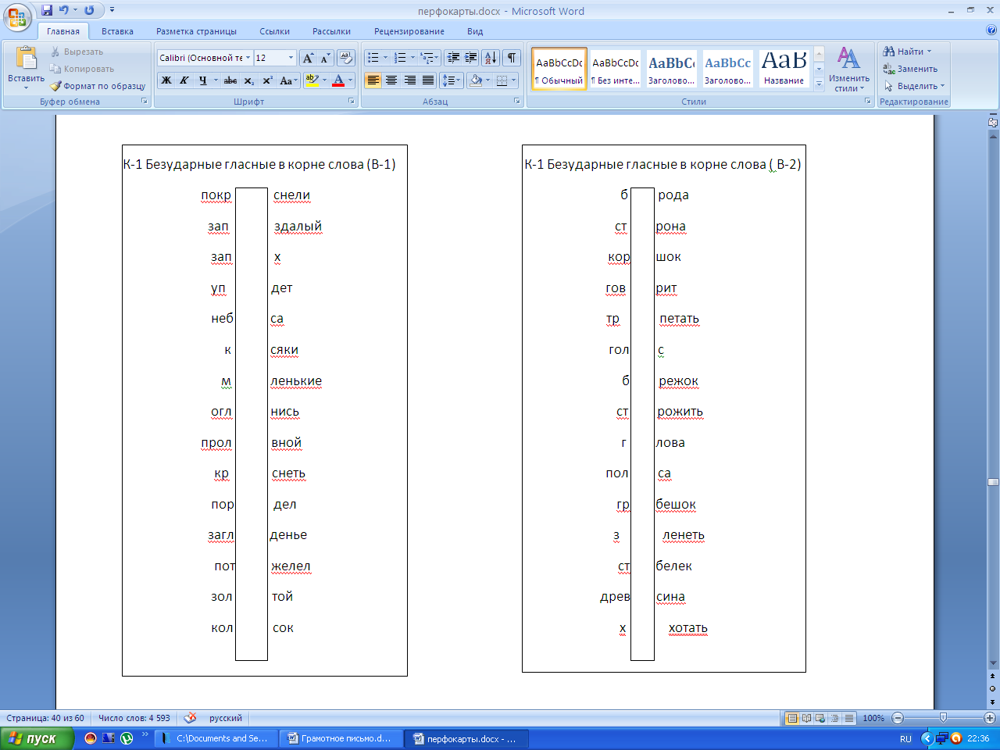 перфокарты.docx - Microsoft Word
Главная Вставка Разметка страницы Ссылки Рассылки Рецензирование Вид
Вставить
Вырезать
Копировать
Формат по образцу
Буфер обмена
Calibri (Основной те 12
Ж К Ч abc x₂ x² Aa
Шрифт
Абзац
AaBbCcDc AaBbCcDc AaBbC AaBbCc AaB
¶ Обычный ¶ Без инте... Заголово... Заголово... Название
Изменить стили
Стили
Найти
Заменить
Выделить
Редактирование
К-1 Безударные гласные в корне слова (В-1)
покр снели
зап здалый
зап х
уп дет
неб са
к сяки
м ленькие
огл нись
прол вной
кр снеть
пор дел
загл денье
пот желел
зол той
кол сок
К-1 Безударные гласные в корне слова ( В-2)
б рода
ст рона
кор шок
гов рит
тр петать
гол с
б режок
ст рожить
г лова
пол са
гр бешок
з ленеть
ст белек
древ сина
х хотать
Страница: 40 из 60 Число слов: 4 593 русский 100%
пуск C:\Documents and Se... Грамотное письмо.d... перфокарты.docx - ... RU 22:36